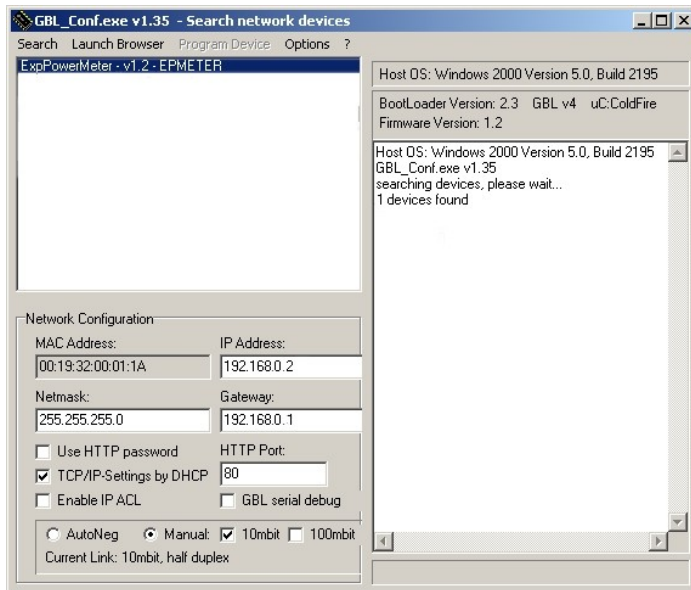 GBL_Conf.exe v1.35 - Search network devices
Search Launch Browser Program Device Options ?
ExpPowerMeter - v1.2 - EPMETER
Host OS: Windows 2000 Version 5.0, Build 2195
BootLoader Version: 2.3 GBL v4 uC:ColdFire
Firmware Version: 1.2
Host OS: Windows 2000 Version 5.0, Build 2195
GBL_Conf.exe v1.35
searching devices, please wait...
1 devices found
Network Configuration
MAC Address: IP Address:
00:19:32:00:01:1A 192.168.0.2
Netmask: Gateway:
255.255.255.0 192.168.0.1
Use HTTP password HTTP Port:
TCP/IP-Settings by DHCP 80
Enable IP ACL GBL serial debug
AutoNeg Manual: 10mbit 100mbit
Current Link: 10mbit, half duplex